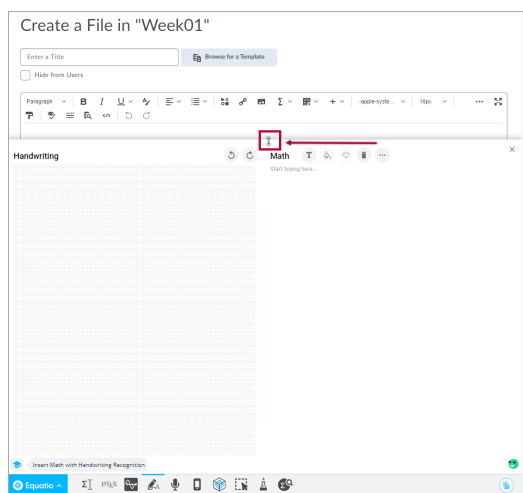 Create a File in "Week01"
Enter a Title
Browse for a Template
Hide from Users
Paragraph B I U -apple-syste... 16px
Handwriting
Math T
Start typing here...
Insert Math with Handwriting Recognition
Equatio
LATEX